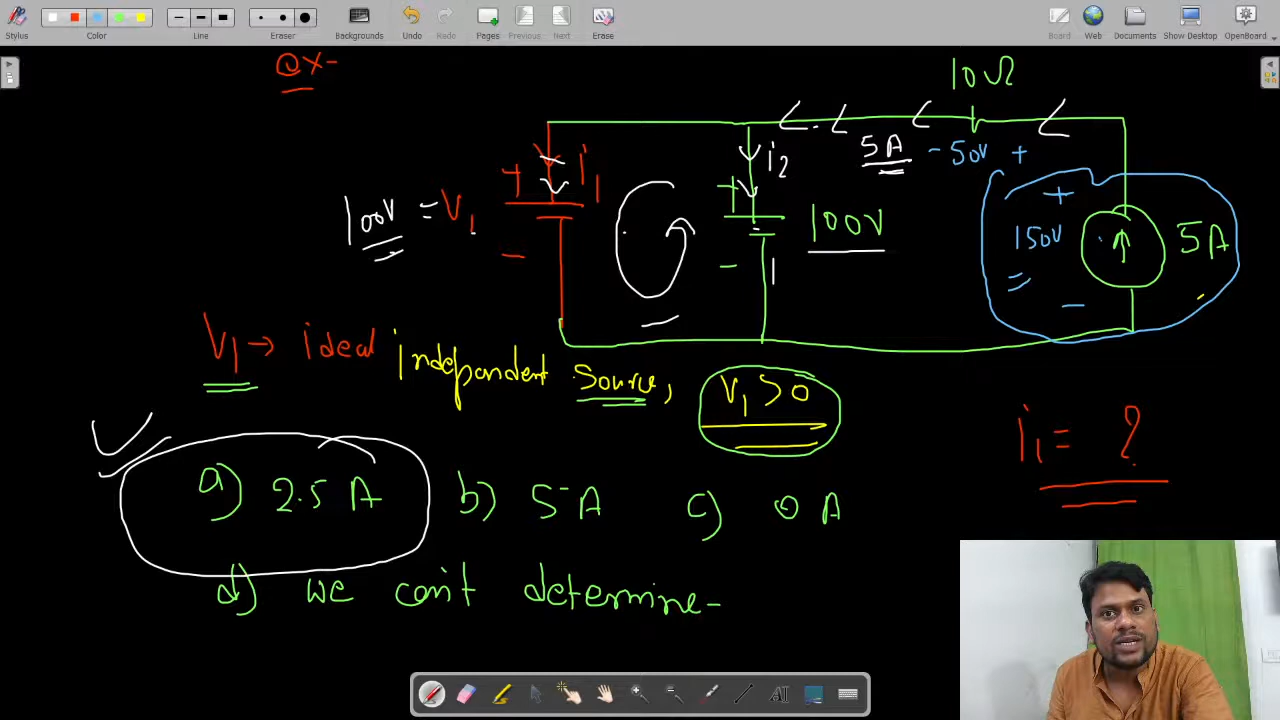 Stylus Color Line Eraser Backgrounds Undo Redo Pages Previous Next Erase Board Web Documents Show Desktop OpenBoard
ex-
10Ω
5A - 50V +
+ i1 i2 +
100V = V1 100V
+ 150V - 5A
- -
V1 → ideal independent source, V1 > 0
i1 = ?
a) 2.5 A b) 5 A c) 0 A
d) we can't determine-